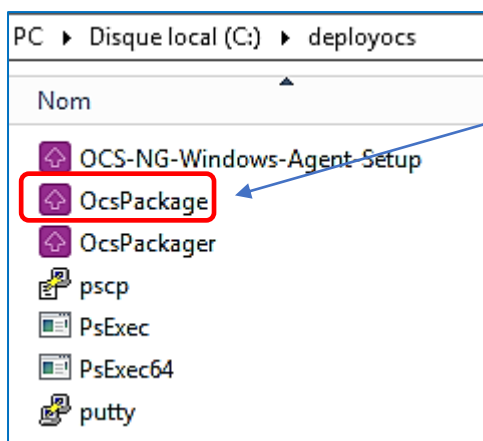 PC ▸ Disque local (C:) ▸ deployocs
Nom
OCS-NG-Windows-Agent-Setup
OcsPackage
OcsPackager
pscp
PsExec
PsExec64
putty